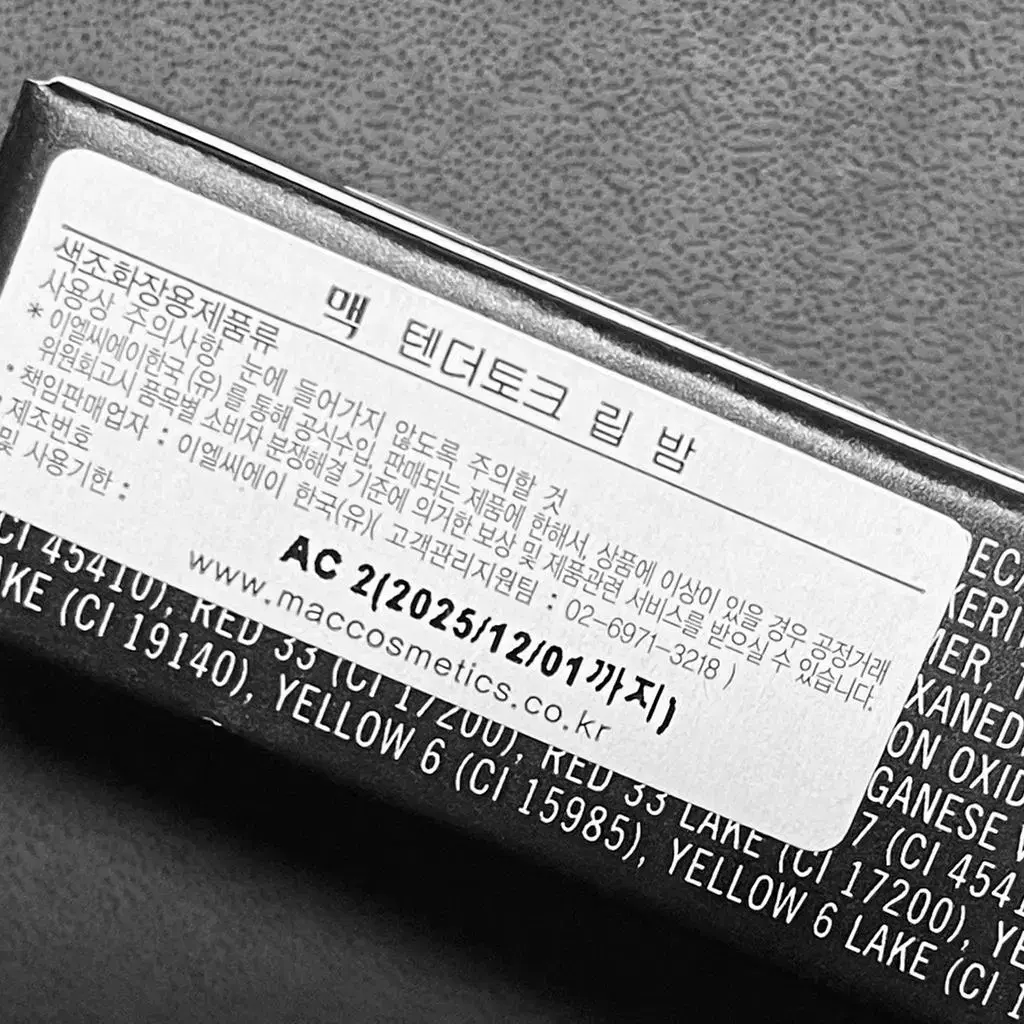 맥 텐더토크 립 밤
색조화장용제품류
사용상 주의사항 눈에 들어가지 않도록 주의할 것
* 이엘씨에이한국(유)를 통해 공식수입, 판매되는 제품에 한해서, 상품에 이상이 있을 경우 공정거래
위원회고시 품목별 소비자 분쟁해결 기준에 의거한 보상 및 제품관련 서비스를 받으실 수 있습니다.
• 책임판매업자 : 이엘씨에이 한국(유)( 고객관리지원팀 : 02-6971-3218 )
• 제조번호
및 사용기한 :
AC 2(2025/12/01까지)
www.maccosmetics.co.kr
ON OXID
GANESE
CI 45410), RED 33 (CI 17200), RED 33 LAKE (CI 17200), YE
AKE (CI 19140), YELLOW 6 (CI 15985), YELLOW 6 LAKE (CI 1
7 (CI 4541